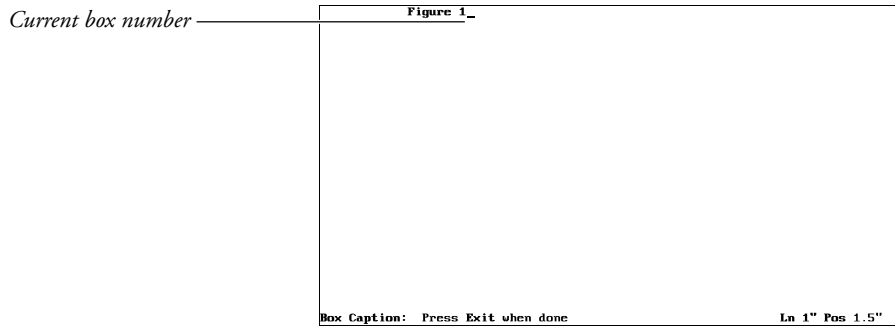 Current box number
Figure 1_
Box Caption: Press Exit when done Ln 1" Pos 1.5"